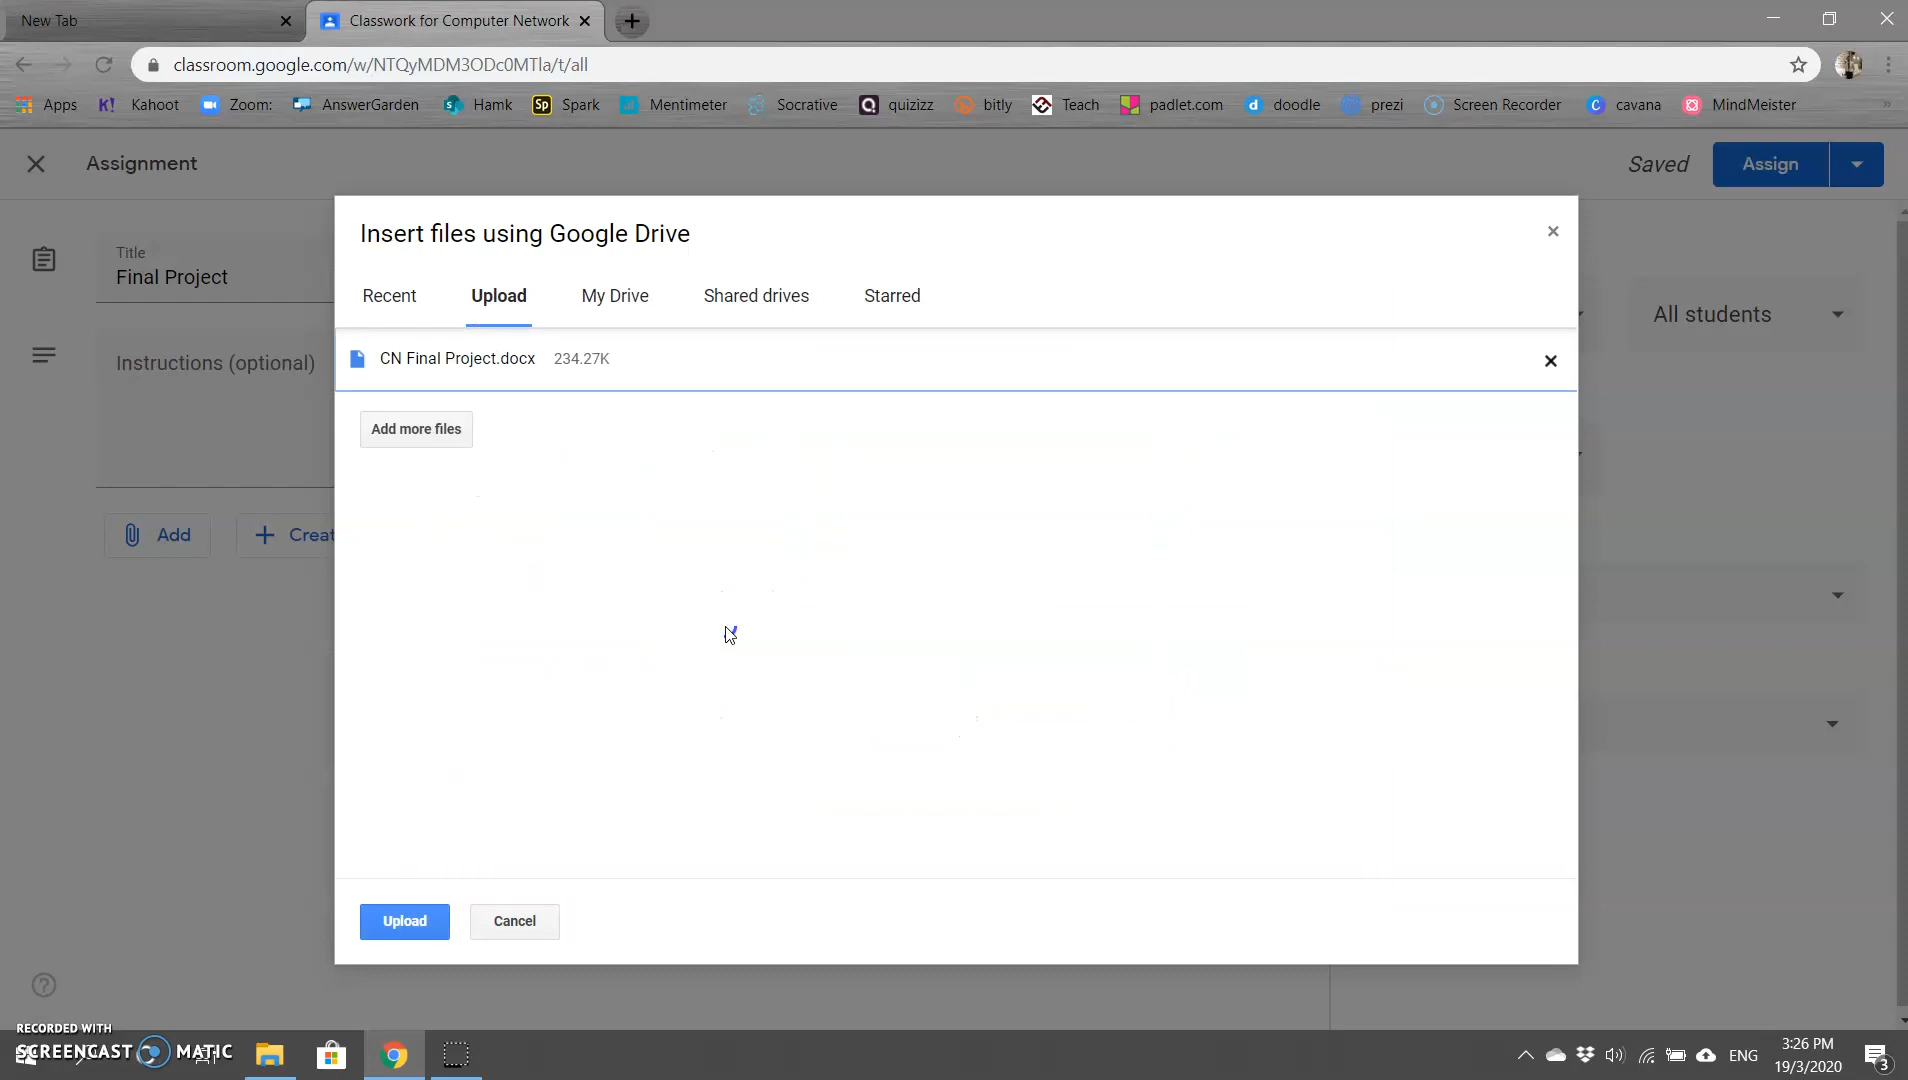 New Tab
Classwork for Computer Network
classroom.google.com/w/NTQyMDM3ODc0MTla/t/all
Apps Kahoot Zoom: AnswerGarden Hamk Spark Mentimeter Socrative quizizz bitly Teach padlet.com doodle prezi Screen Recorder cavana MindMeister
Assignment
Saved
Assign
Insert files using Google Drive
Title
Final Project
Recent Upload My Drive Shared drives Starred
All students
Instructions (optional)
CN Final Project.docx 234.27K
Add more files
Add
Creat
Upload
Cancel
RECORDED WITH
SCREENCAST MATIC
ENG
3:26 PM
19/3/2020
3